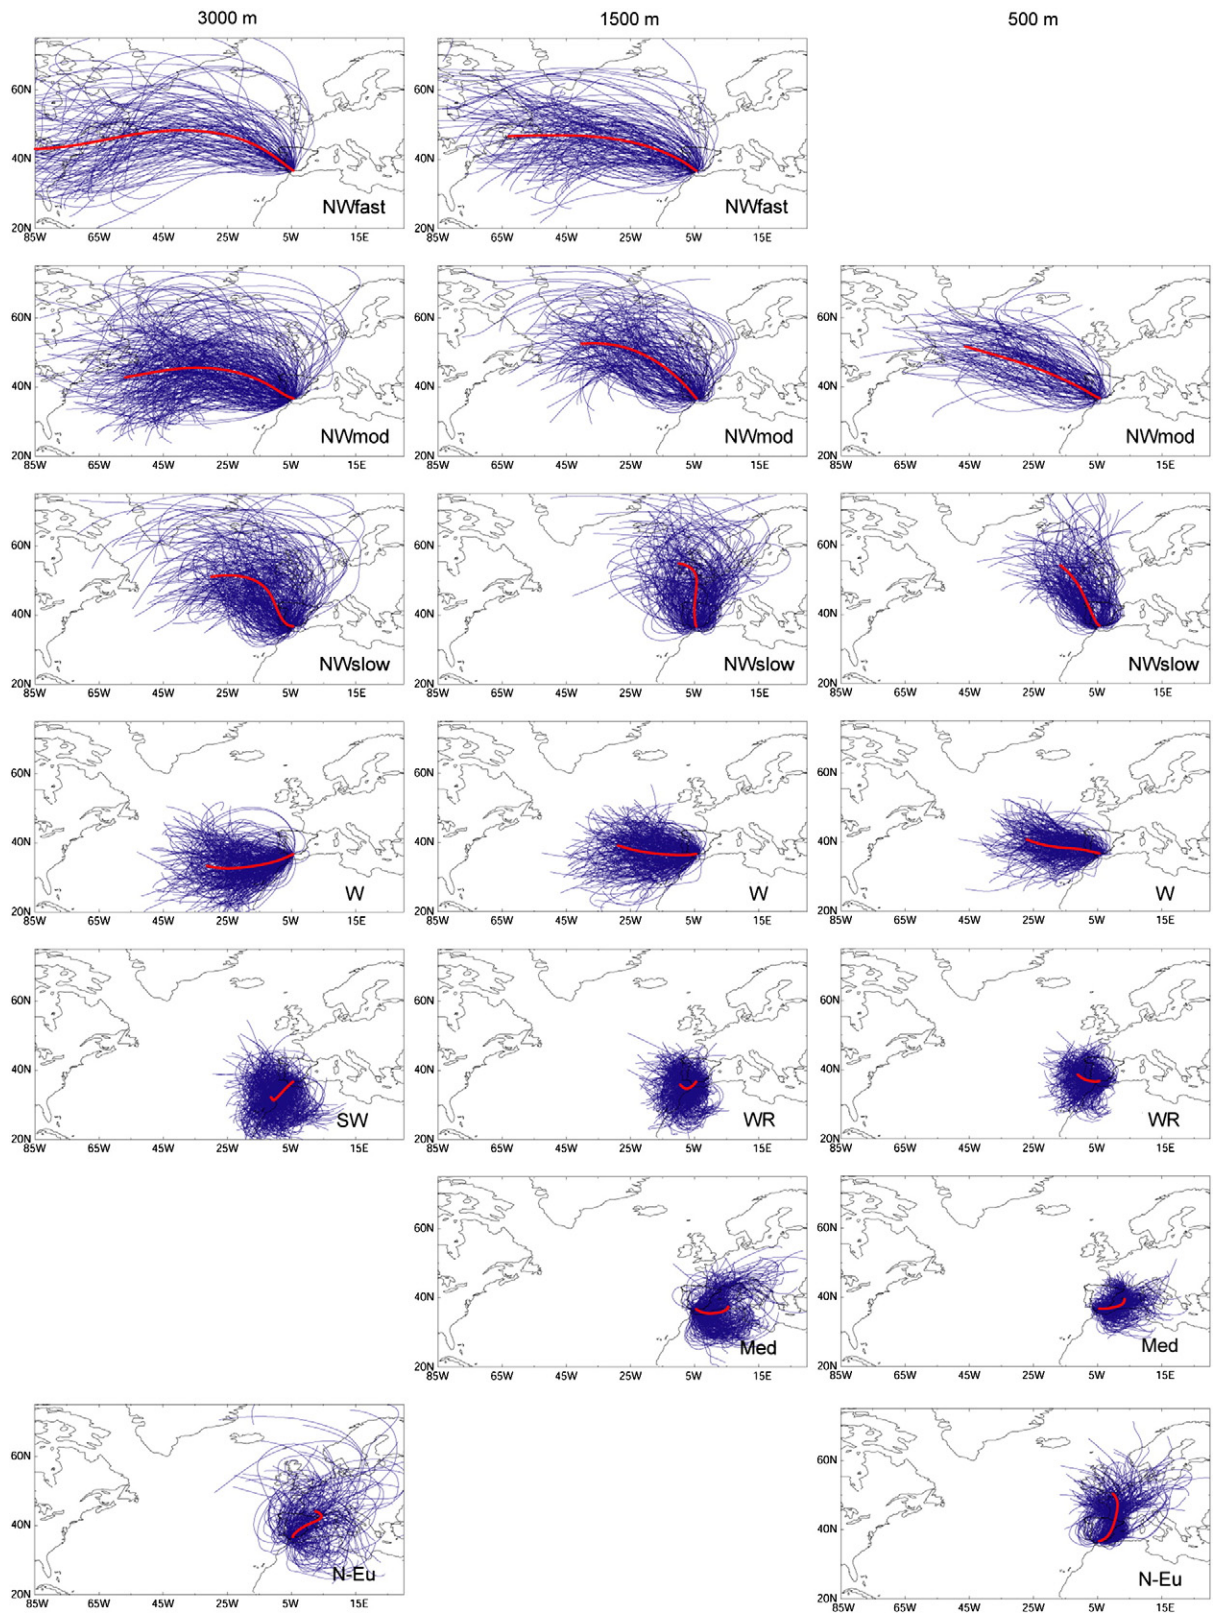 3000 m 1500 m 500 m
60N
40N
20N
NWfast NWfast
85W 65W 45W 25W 5W 15E 85W 65W 45W 25W 5W 15E
60N 60N 60N
40N 40N 40N
20N 20N 20N
NWmod NWmod NWmod
85W 65W 45W 25W 5W 15E 85W 65W 45W 25W 5W 15E 85W 65W 45W 25W 5W 15E
60N 60N 60N
40N 40N 40N
20N 20N 20N
NWslow NWslow NWslow
85W 65W 45W 25W 5W 15E 85W 65W 45W 25W 5W 15E 85W 65W 45W 25W 5W 15E
60N 60N 60N
40N 40N 40N
20N 20N 20N
W W W
85W 65W 45W 25W 5W 15E 85W 65W 45W 25W 5W 15E 85W 65W 45W 25W 5W 15E
60N 60N 60N
40N 40N 40N
20N 20N 20N
SW WR WR
85W 65W 45W 25W 5W 15E 85W 65W 45W 25W 5W 15E 85W 65W 45W 25W 5W 15E
60N 60N
40N 40N
20N 20N
Med Med
85W 65W 45W 25W 5W 15E 85W 65W 45W 25W 5W 15E
60N 60N
40N 40N
20N 20N
N-Eu N-Eu
85W 65W 45W 25W 5W 15E 85W 65W 45W 25W 5W 15E